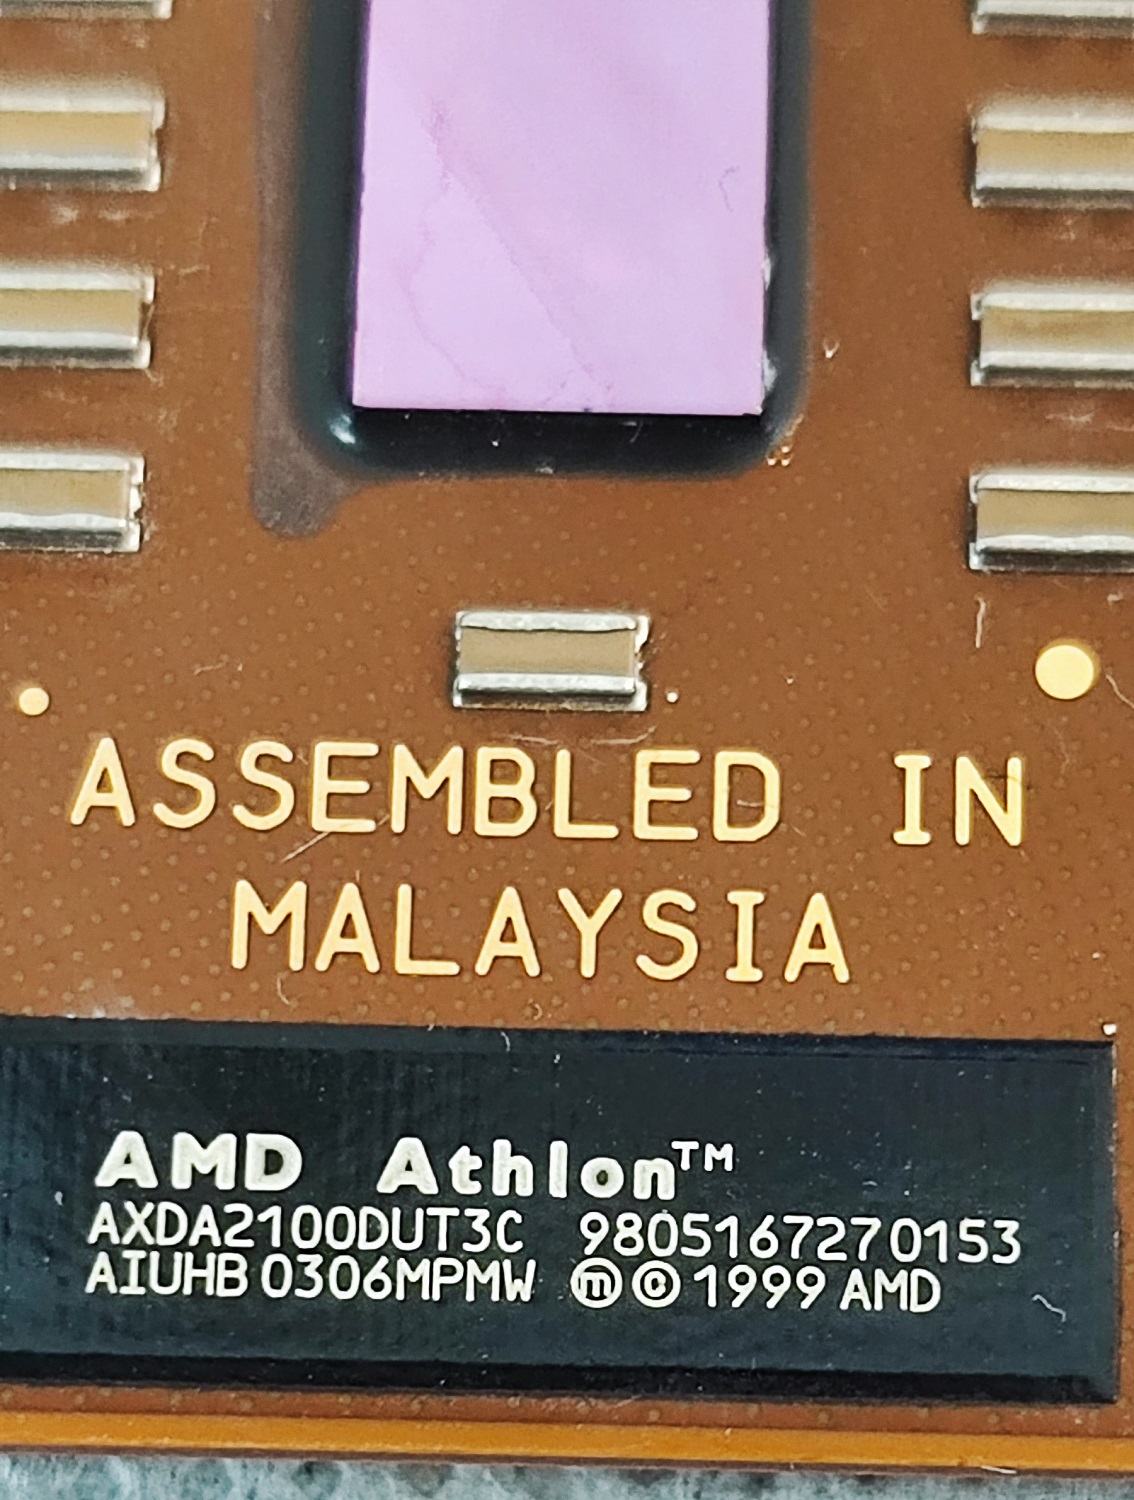 ASSEMBLED IN
MALAYSIA
AMD Athlon™
AXDA2100DUT3C 9805167270153
AIUHB 0306MPMW ⓜ © 1999 AMD